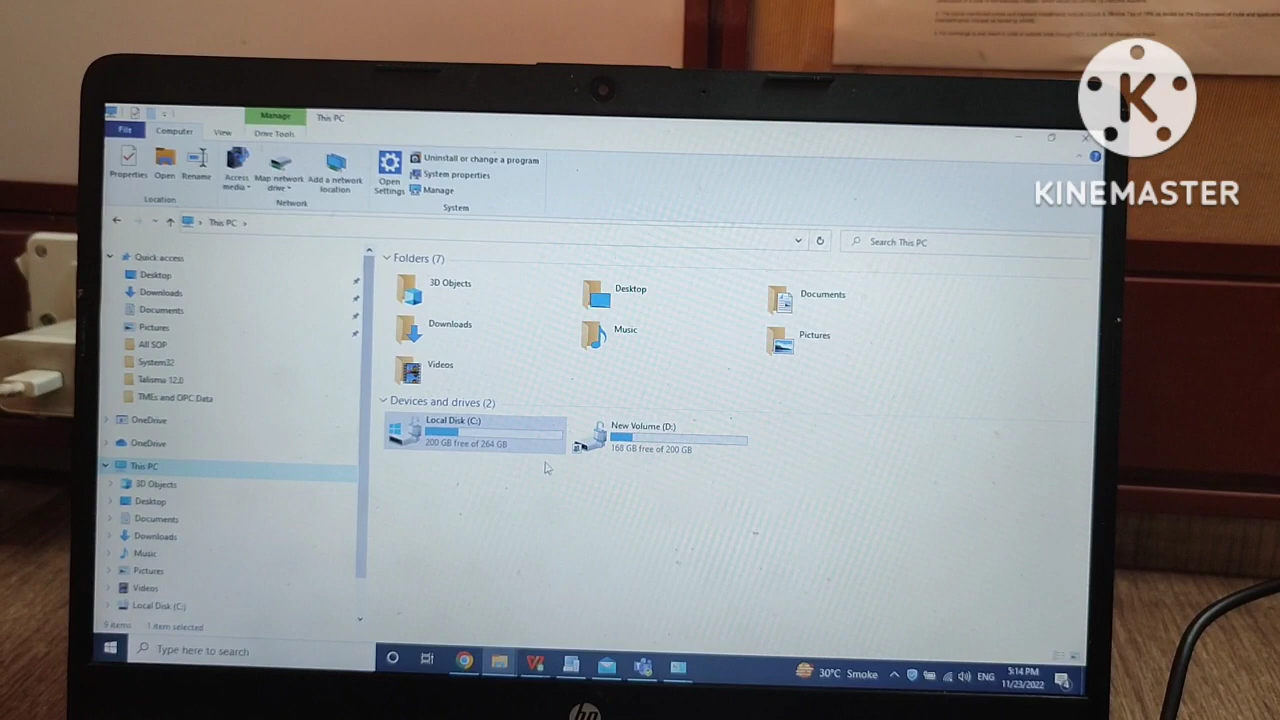 KINEMASTER
Manage
This PC
File
Computer
View
Drive Tools
Properties
Open
Rename
Access media
Map network drive
Add a network location
Open Settings
Uninstall or change a program
System properties
Manage
Location
Network
System
This PC
Search This PC
Quick access
Desktop
Downloads
Documents
Pictures
All SOP
System32
Talisma 12.0
TMEs and OPC Data
OneDrive
OneDrive
This PC
3D Objects
Desktop
Documents
Downloads
Music
Pictures
Videos
Local Disk (C:)
Folders (7)
3D Objects
Desktop
Documents
Downloads
Music
Pictures
Videos
Devices and drives (2)
Local Disk (C:)
200 GB free of 264 GB
New Volume (D:)
168 GB free of 200 GB
9 items
1 item selected
Type here to search
30°C Smoke
ENG
5:14 PM
11/23/2022
4
hp